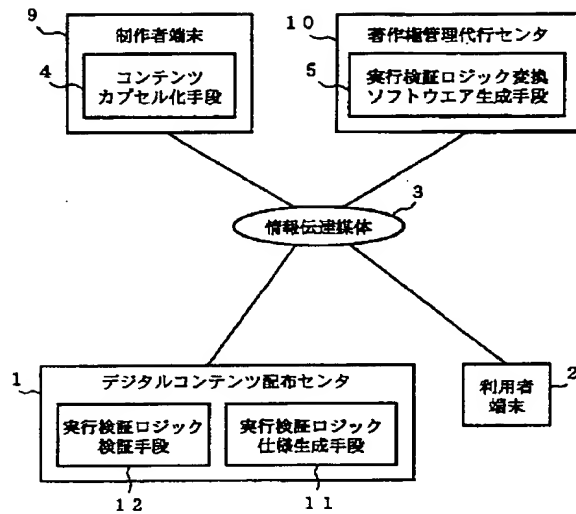 9
制作者端末
4
コンテンツ
カプセル化手段
10
著作権管理代行センタ
5
実行検証ロジック変換
ソフトウエア生成手段
3
情報伝達媒体
1
デジタルコンテンツ配布センタ
実行検証ロジック
検証手段
実行検証ロジック
仕様生成手段
2
利用者
端末
12
11